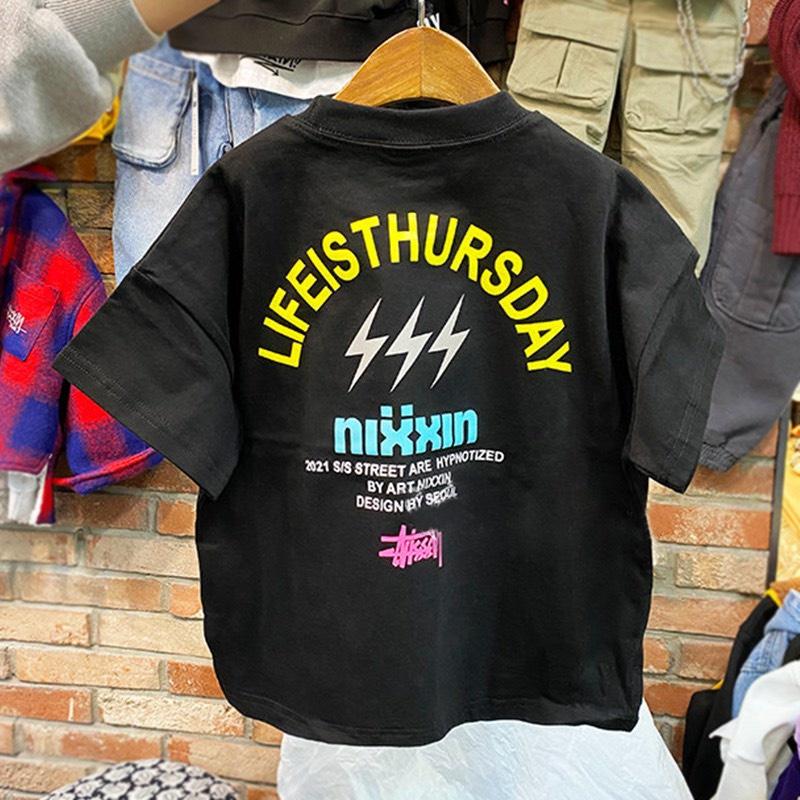 LIFEISTHURSDAY
nixxin
2021 S/S STREET ARE HYPNOTIZED
BY ART NIXXIN
DESIGN BY SEOUL